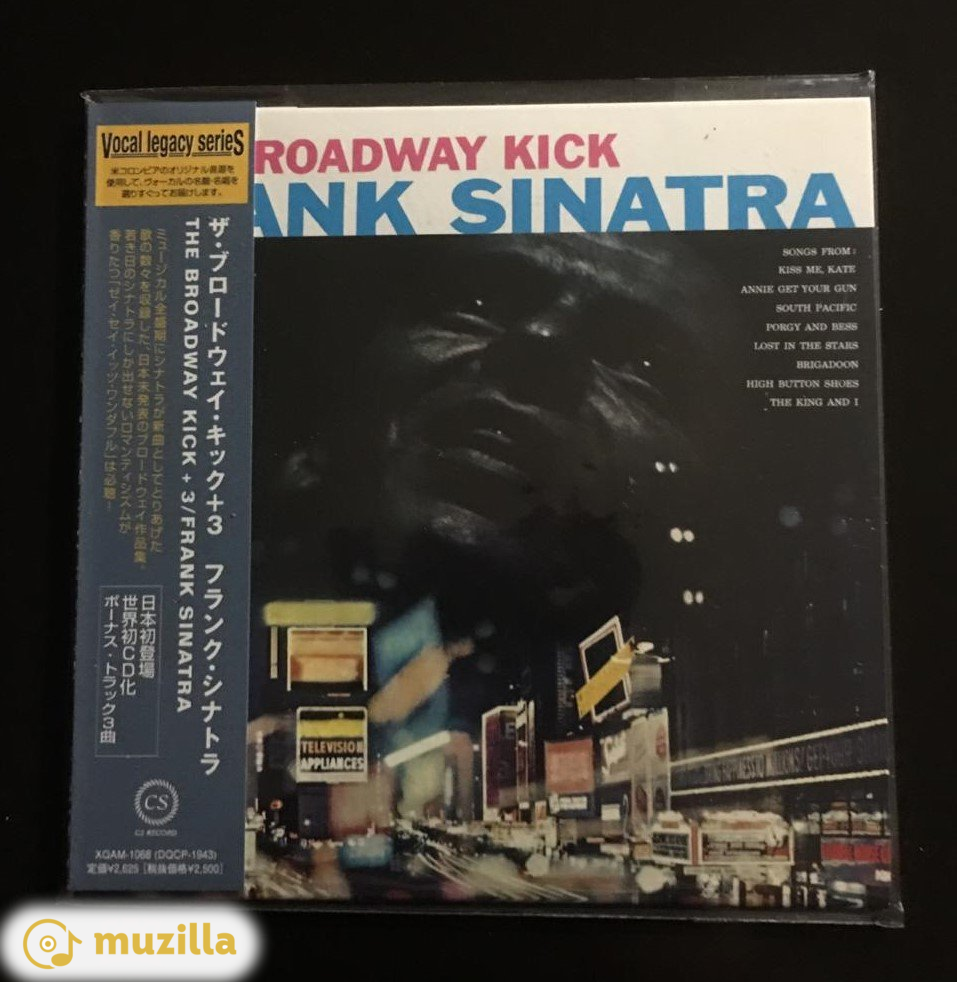 Vocal legacy serieS
米コロンビアのオリジナル音源を
使用して、ヴォーカルの名盤・名唱を
選りすぐってお届けします。
ザ・ブロードウェイ・キック+3 フランク・シナトラ
THE BROADWAY KICK + 3/FRANK SINATRA
ミュージカル全盛期にシナトラが新曲としてとりあげた
歌の数々を収録した、日本未発表のブロードウェイ作品集。
若き日のシナトラにしか出せないロマンティシズムが
香りたつ「ゼイ・セイ・イッツ・ワンダフル」は必聴!
日本初登場
世界初CD化
ボーナス・トラック3曲
CS
CS RECORD
XQAM-1068 (DQCP-1943)
定価¥2,625 [税抜価格¥2,500]
ROADWAY KICK
ANK SINATRA
SONGS FROM:
KISS ME, KATE
ANNIE GET YOUR GUN
SOUTH PACIFIC
PORGY AND BESS
LOST IN THE STARS
BRIGADOON
HIGH BUTTON SHOES
THE KING AND I
TELEVISION
APPLIANCES
muzilla